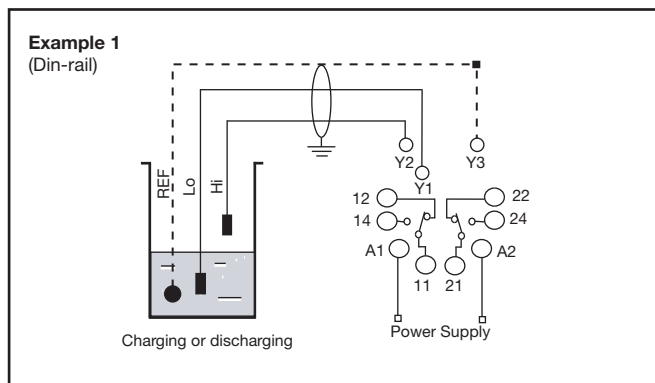 Example 1
(Din-rail)
REF
Lo
Hi
Y2
Y3
Y1
12
22
14
24
A1
A2
11
21
Power Supply
Charging or discharging